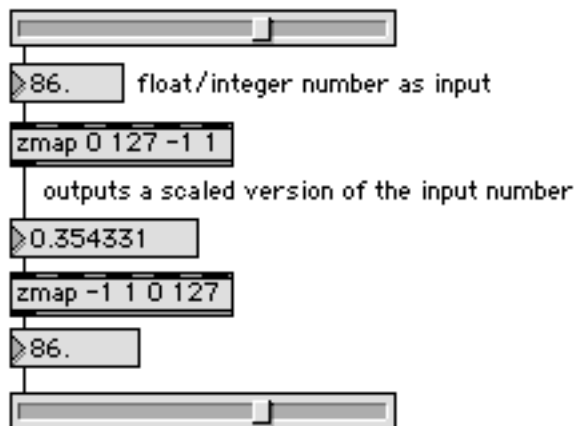 86. float/integer number as input
zmap 0 127 -1 1
outputs a scaled version of the input number
0.354331
zmap -1 1 0 127
86.